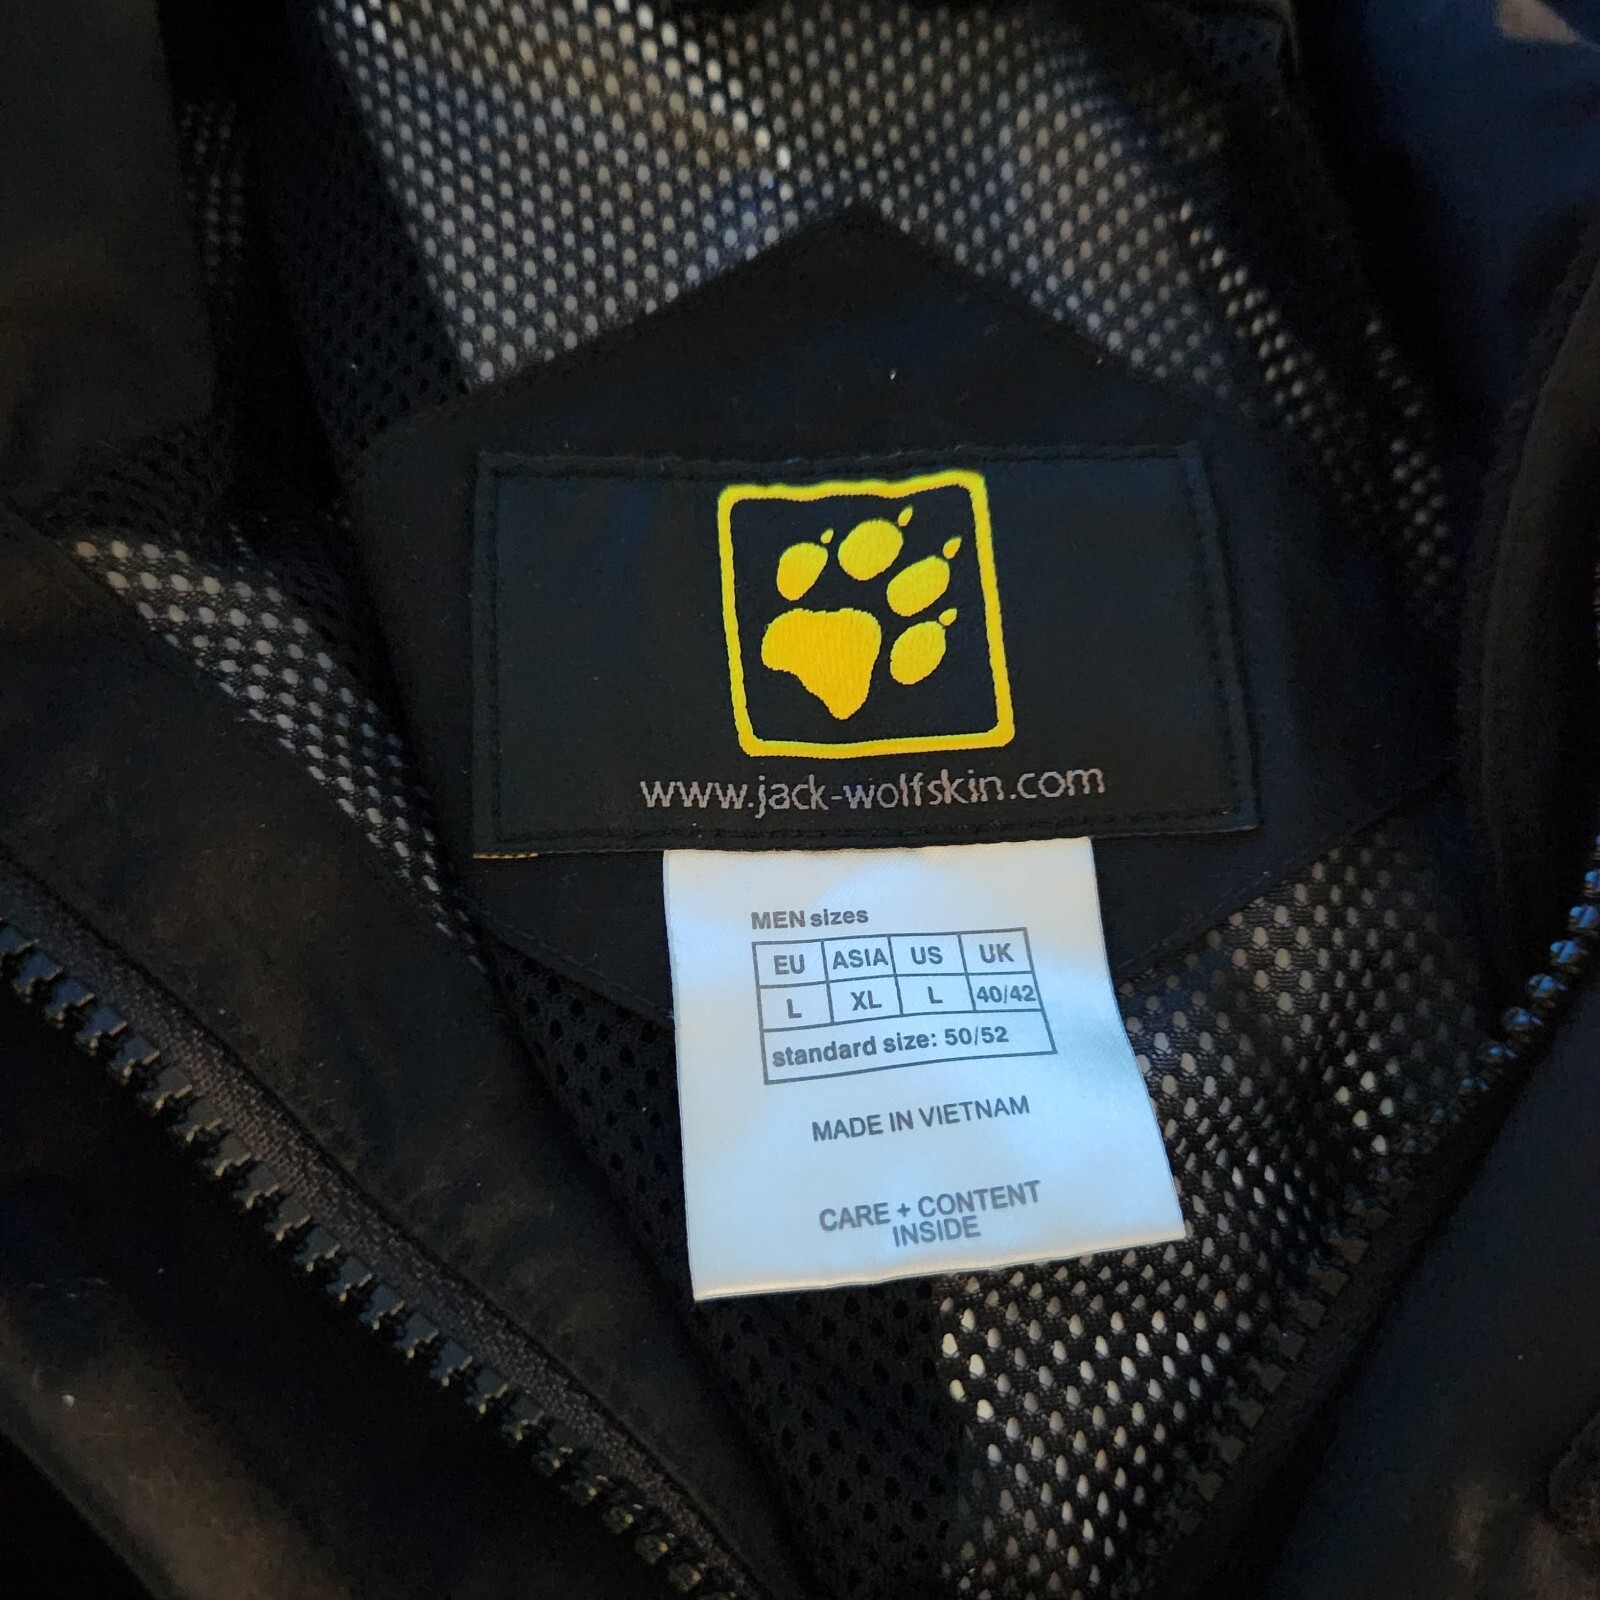 www.jack-wolfskin.com
MEN sizes
EU ASIA US UK
L XL L 40/42
standard size: 50/52
MADE IN VIETNAM
CARE + CONTENT
INSIDE